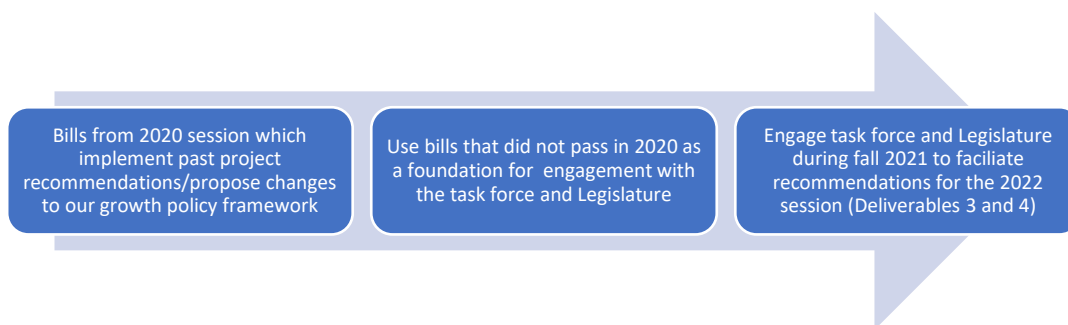 Bills from 2020 session which
implement past project
recommendations/propose changes
to our growth policy framework
Use bills that did not pass in 2020 as
a foundation for  engagement with
the task force and Legislature
Engage task force and Legislature
during fall 2021 to faciliate
recommendations for the 2022
session (Deliverables 3 and 4)